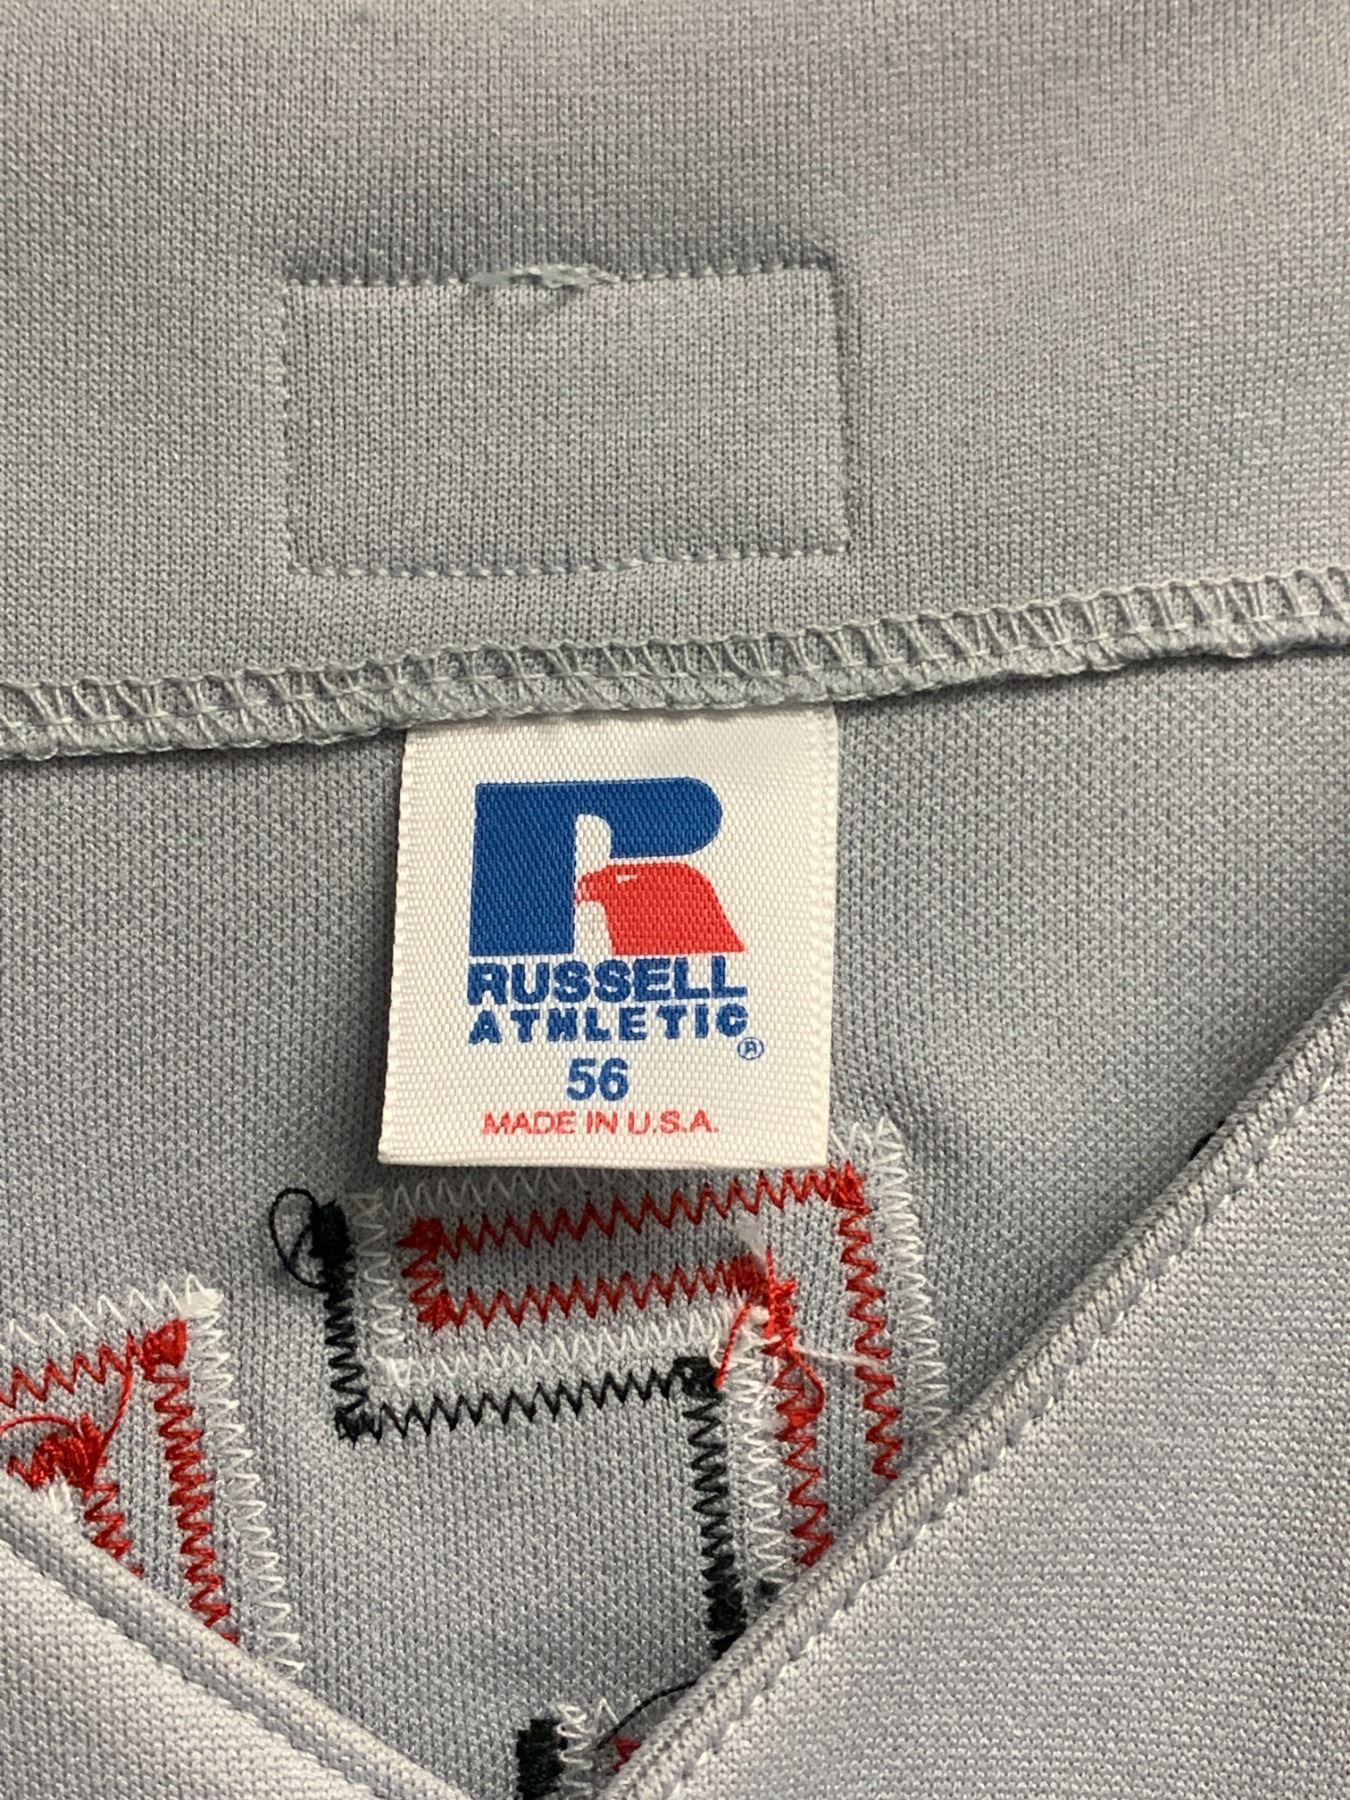 RUSSELL
ATHLETIC®
56
MADE IN U.S.A.